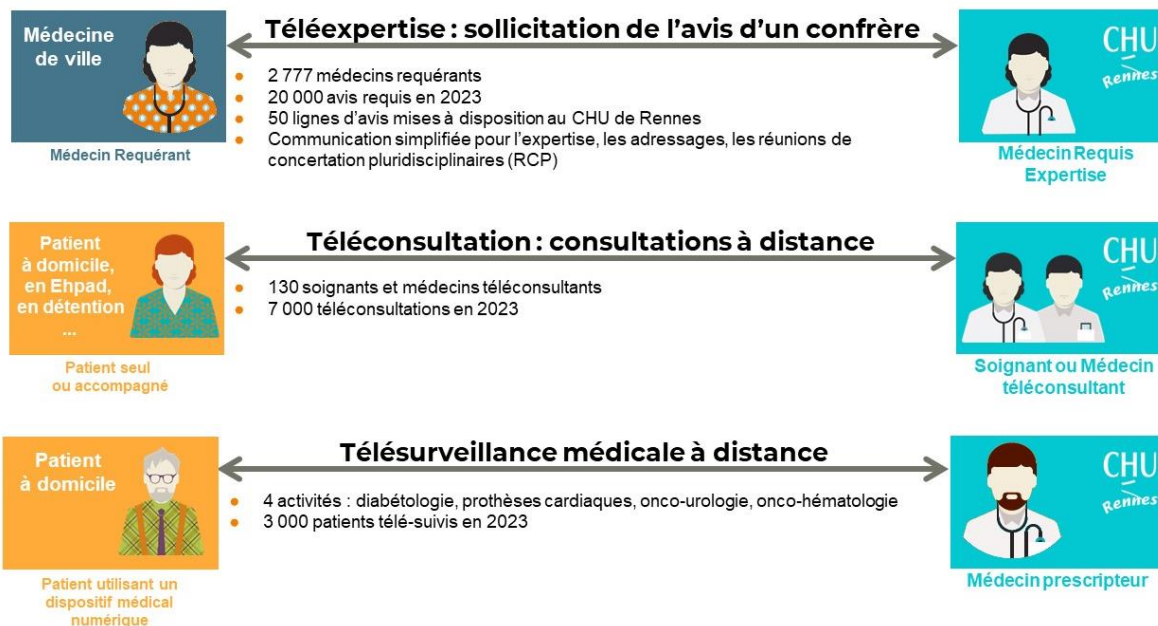 Médecine
de ville
Médecin Requérant
Téléexpertise : sollicitation de l'avis d'un confrère
2 777 médecins requérants
20 000 avis requis en 2023
50 lignes d'avis mises à disposition au CHU de Rennes
Communication simplifiée pour l'expertise, les adressages, les réunions de
concertation pluridisciplinaires (RCP)
CHU
Rennes
Médecin Requis
Expertise
Patient
à domicile,
en Ehpad,
en détention
...
Patient seul
ou accompagné
Téléconsultation : consultations à distance
130 soignants et médecins téléconsultants
7 000 téléconsultations en 2023
CHU
Rennes
Soignant ou Médecin
téléconsultant
Patient
à domicile
Patient utilisant un
dispositif médical
numérique
Télésurveillance médicale à distance
4 activités : diabétologie, prothèses cardiaques, onco-urologie, onco-hématologie
3 000 patients télé-suivis en 2023
CHU
Rennes
Médecin prescripteur